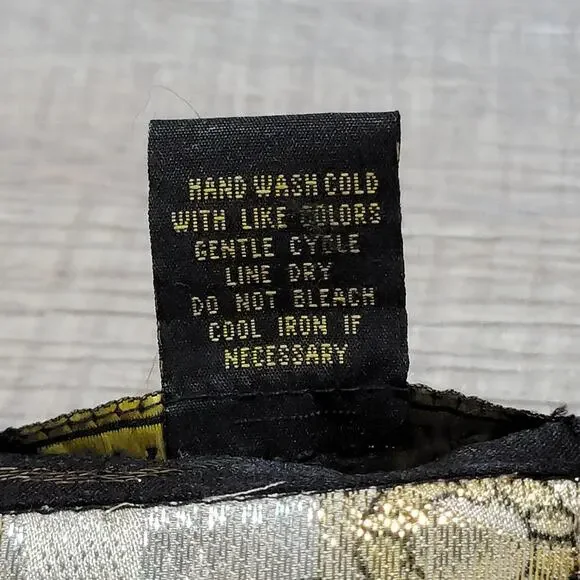 HAND WASH COLD
WITH LIKE COLORS
GENTLE CYCLE
LINE DRY
DO NOT BLEACH
COOL IRON IF
NECESSARY